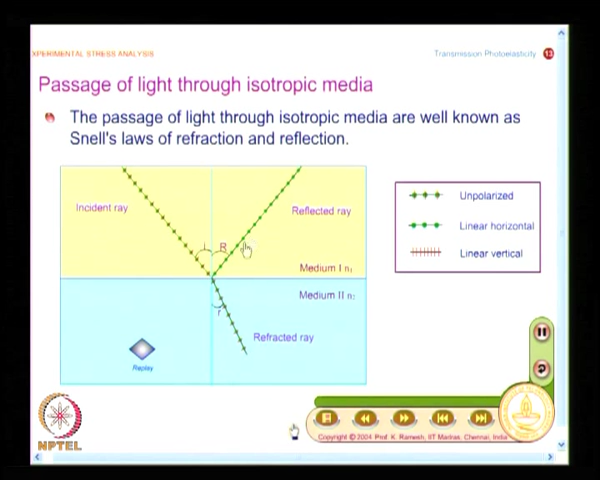 XPERIMENTAL STRESS ANALYSIS
Transmission Photoelasticity 13
Passage of light through isotropic media
The passage of light through isotropic media are well known as
Snell's laws of refraction and reflection.
Incident ray
Reflected ray
i R
Medium I n₁
Medium II n₂
r
Refracted ray
Replay
Unpolarized
Linear horizontal
Linear vertical
NPTEL
Copyright © 2004 Prof. K. Ramesh, IIT Madras, Chennai, India